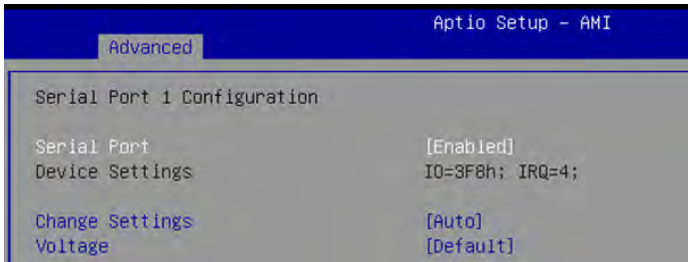 Aptio Setup – AMI
Advanced
Serial Port 1 Configuration
Serial Port [Enabled]
Device Settings IO=3F8h; IRQ=4;
Change Settings [Auto]
Voltage [Default]